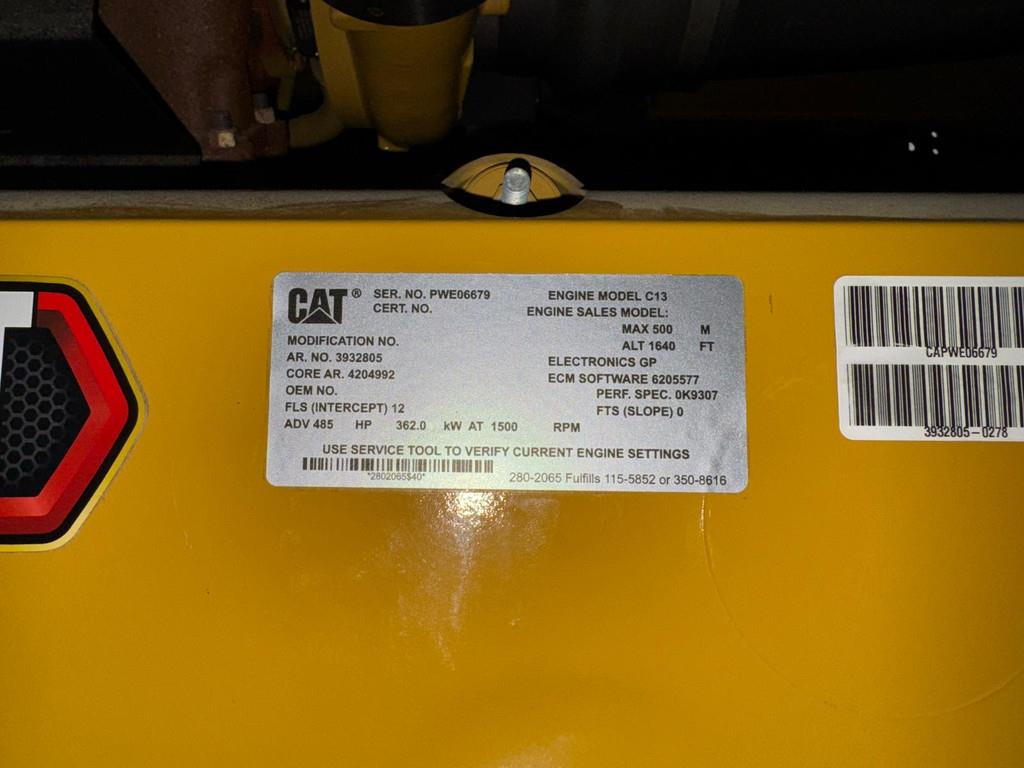 CAT ® SER. NO. PWE06679 ENGINE MODEL C13
CERT. NO. ENGINE SALES MODEL:
MAX 500 M
MODIFICATION NO. ALT 1640 FT
AR. NO. 3932805 ELECTRONICS GP
CORE AR. 4204992 ECM SOFTWARE 6205577
OEM NO. PERF. SPEC. 0K9307
FLS (INTERCEPT) 12 FTS (SLOPE) 0
ADV 485 HP 362.0 kW AT 1500 RPM
USE SERVICE TOOL TO VERIFY CURRENT ENGINE SETTINGS
*2802065$40* 280-2065 Fulfills 115-5852 or 350-8616
CAPWE06679
3932805-0278